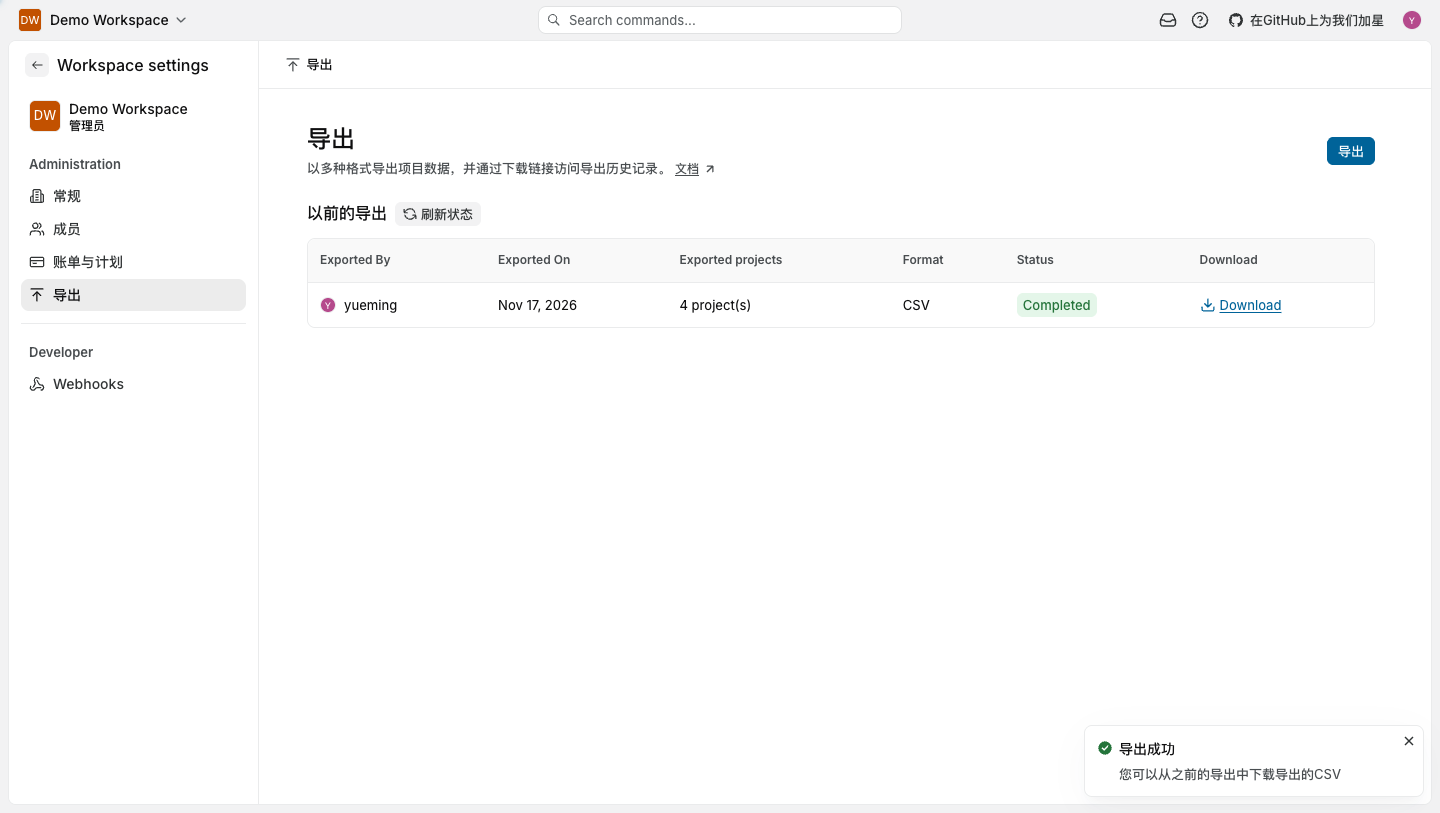 DW Demo Workspace
Search commands...
在GitHub上为我们加星
Y
Workspace settings
DW
Demo Workspace
管理员
Administration
常规
成员
账单与计划
导出
Developer
Webhooks
导出
导出
以多种格式导出项目数据，并通过下载链接访问导出历史记录。 文档
导出
以前的导出
刷新状态
Exported By Exported On Exported projects Format Status Download
Y yueming Nov 17, 2026 4 project(s) CSV Completed Download
导出成功
您可以从之前的导出中下载导出的CSV